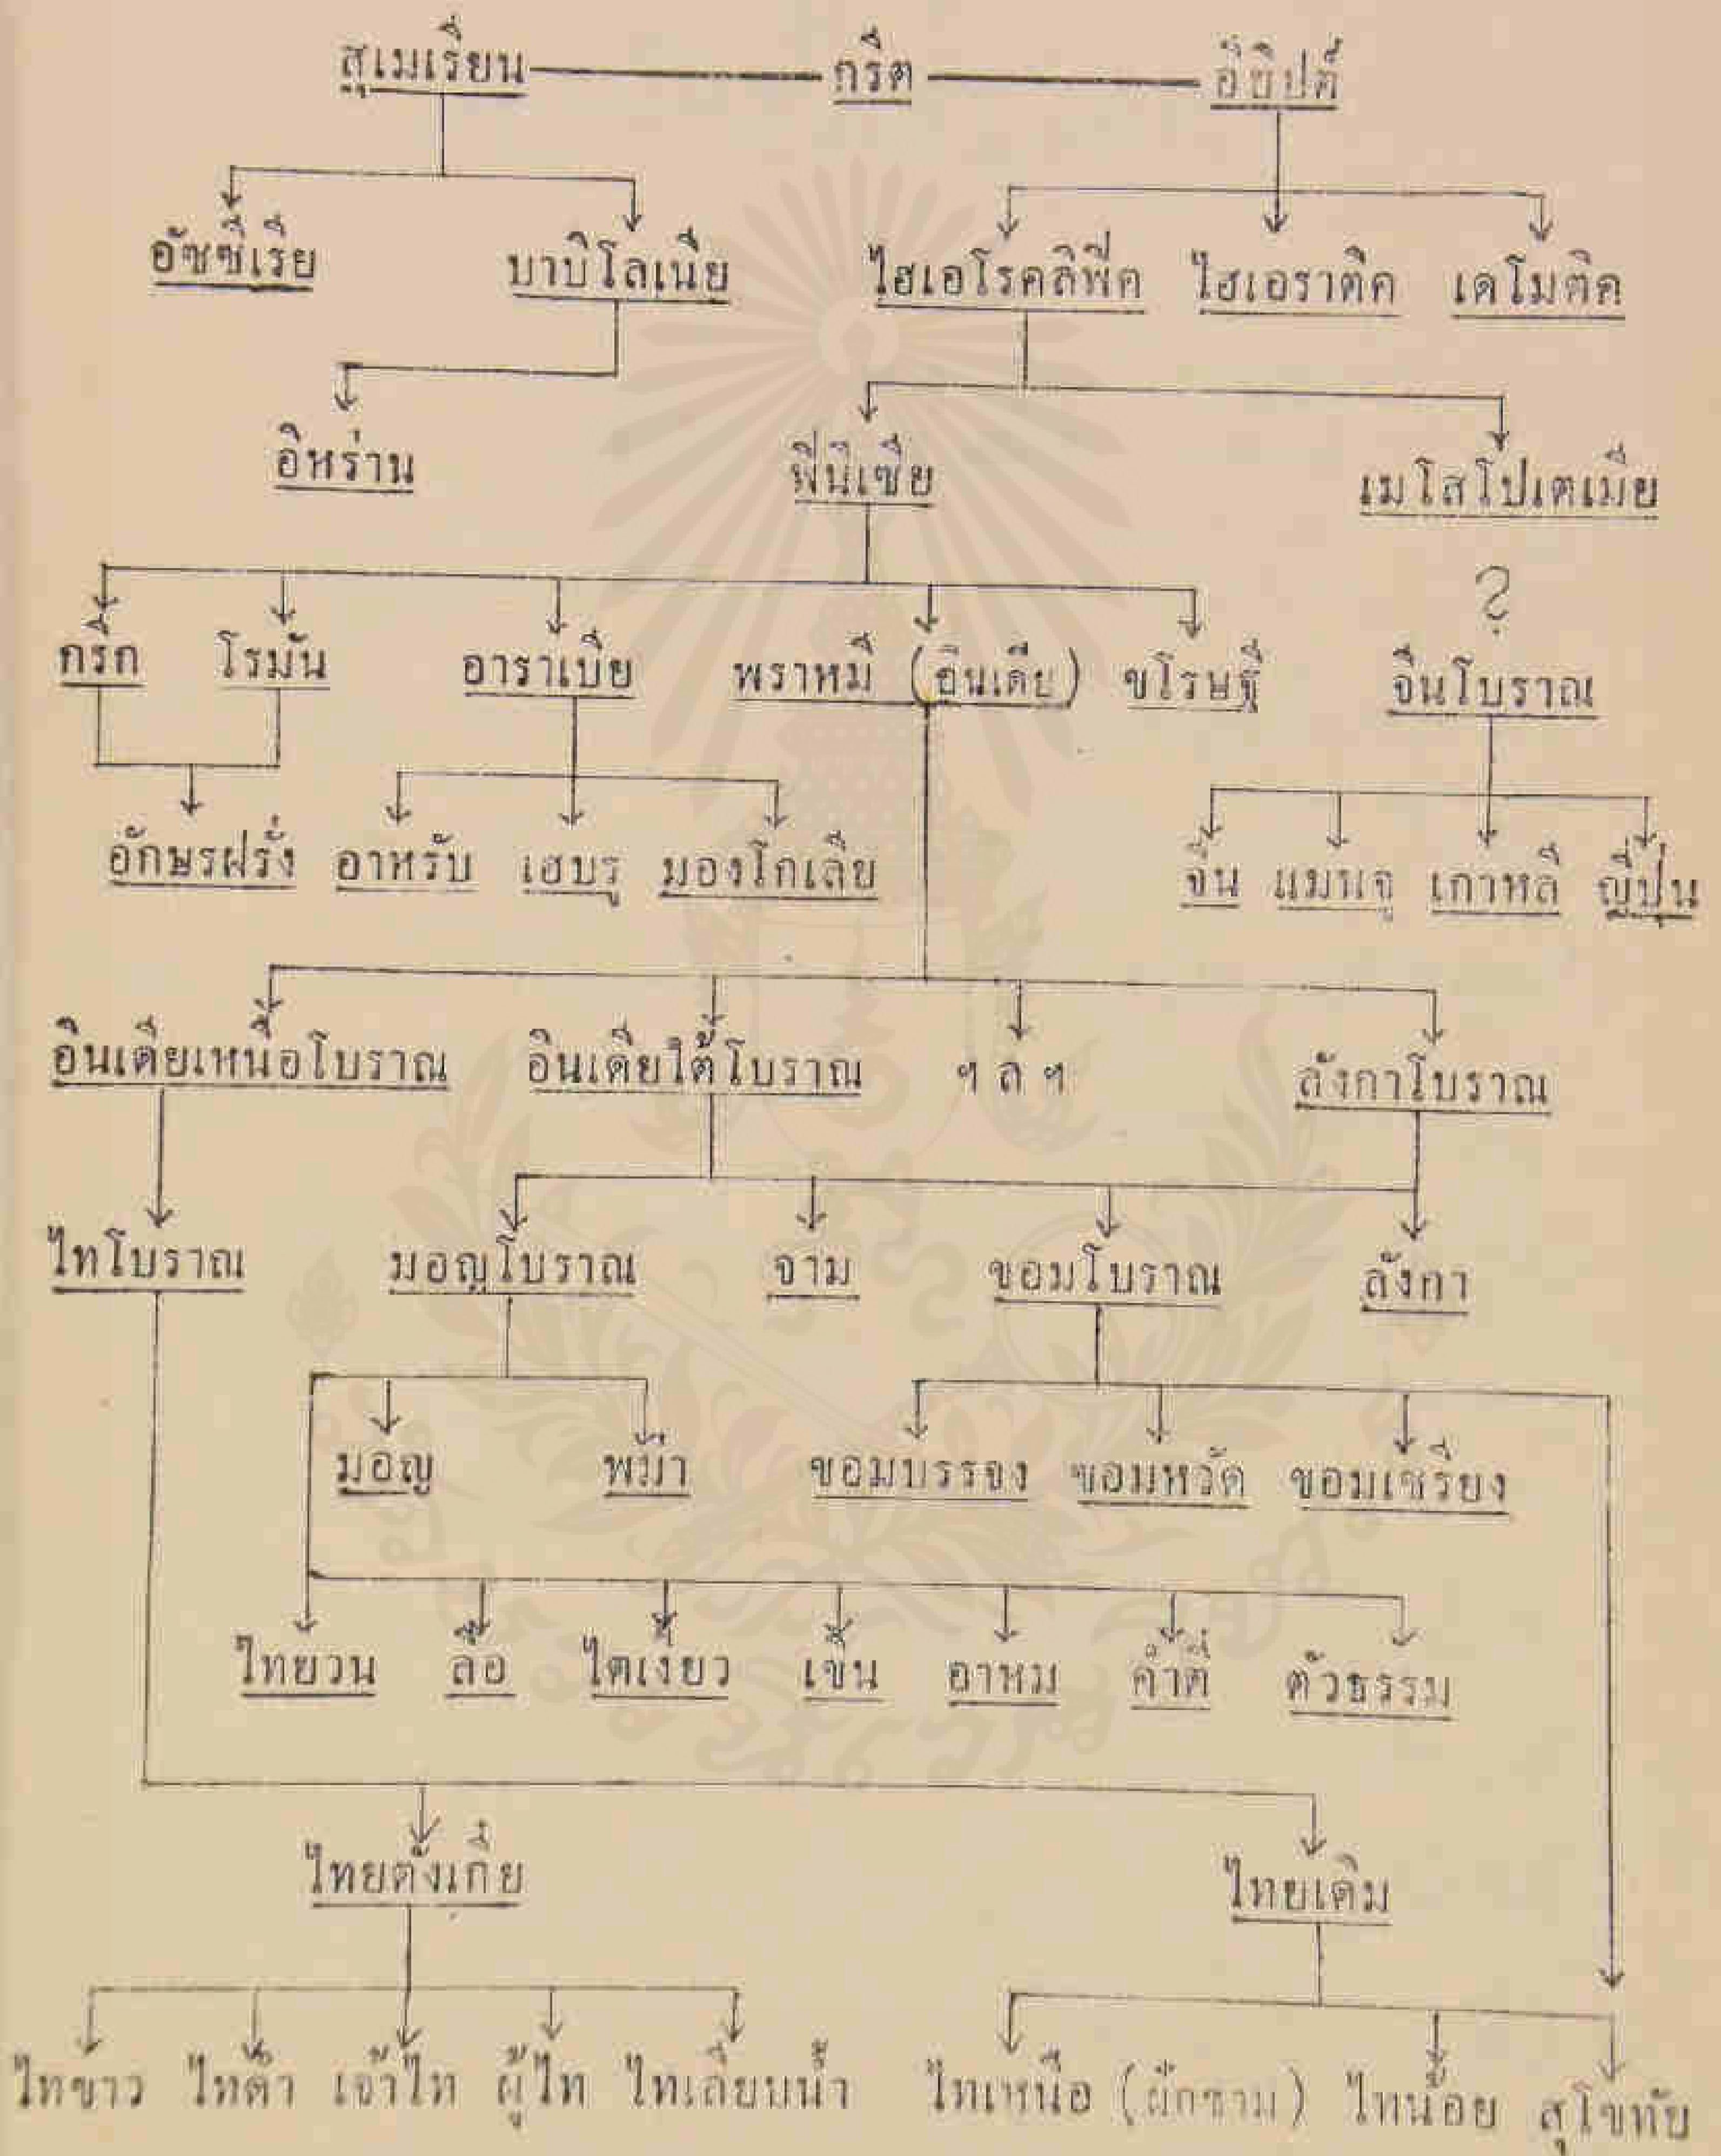 สุเมเรียน กรีต อียิปต์
อัซซีเรีย บาบิโลเนีย ไฮเอโรคลิฟิค ไฮเอราติค เดโมติค
อิหร่าน ฟินิเซีย เมโสโปเตเมีย
?
กรีก โรมัน อาราเบีย พราหมี (อินเดีย) ขโรษฐี จีนโบราณ
อักษรฝรั่ง อาหรับ เฮบรู มองโกเลีย จีน แมนจู เกาหลี ญี่ปุ่น
อินเดียเหนือโบราณ อินเดียใต้โบราณ ฯ ล ฯ ลังกาโบราณ
ไทโบราณ มอญโบราณ จาม ขอมโบราณ ลังกา
มอญ พม่า ขอมบรรจง ขอมหวัด ขอมเชรียง
ไทยวน ลื้อ ไตเงี้ยว เขิน อาหม คำตี้ ตัวธรรม
ไทยตังเกี๋ย ไทยเดิม
ไทขาว ไทดำ เจ้าไท ผู้ไท ไทเลียบน้ำ ไทเหนือ (ฝักขาม) ไทน้อย สุโขทัย